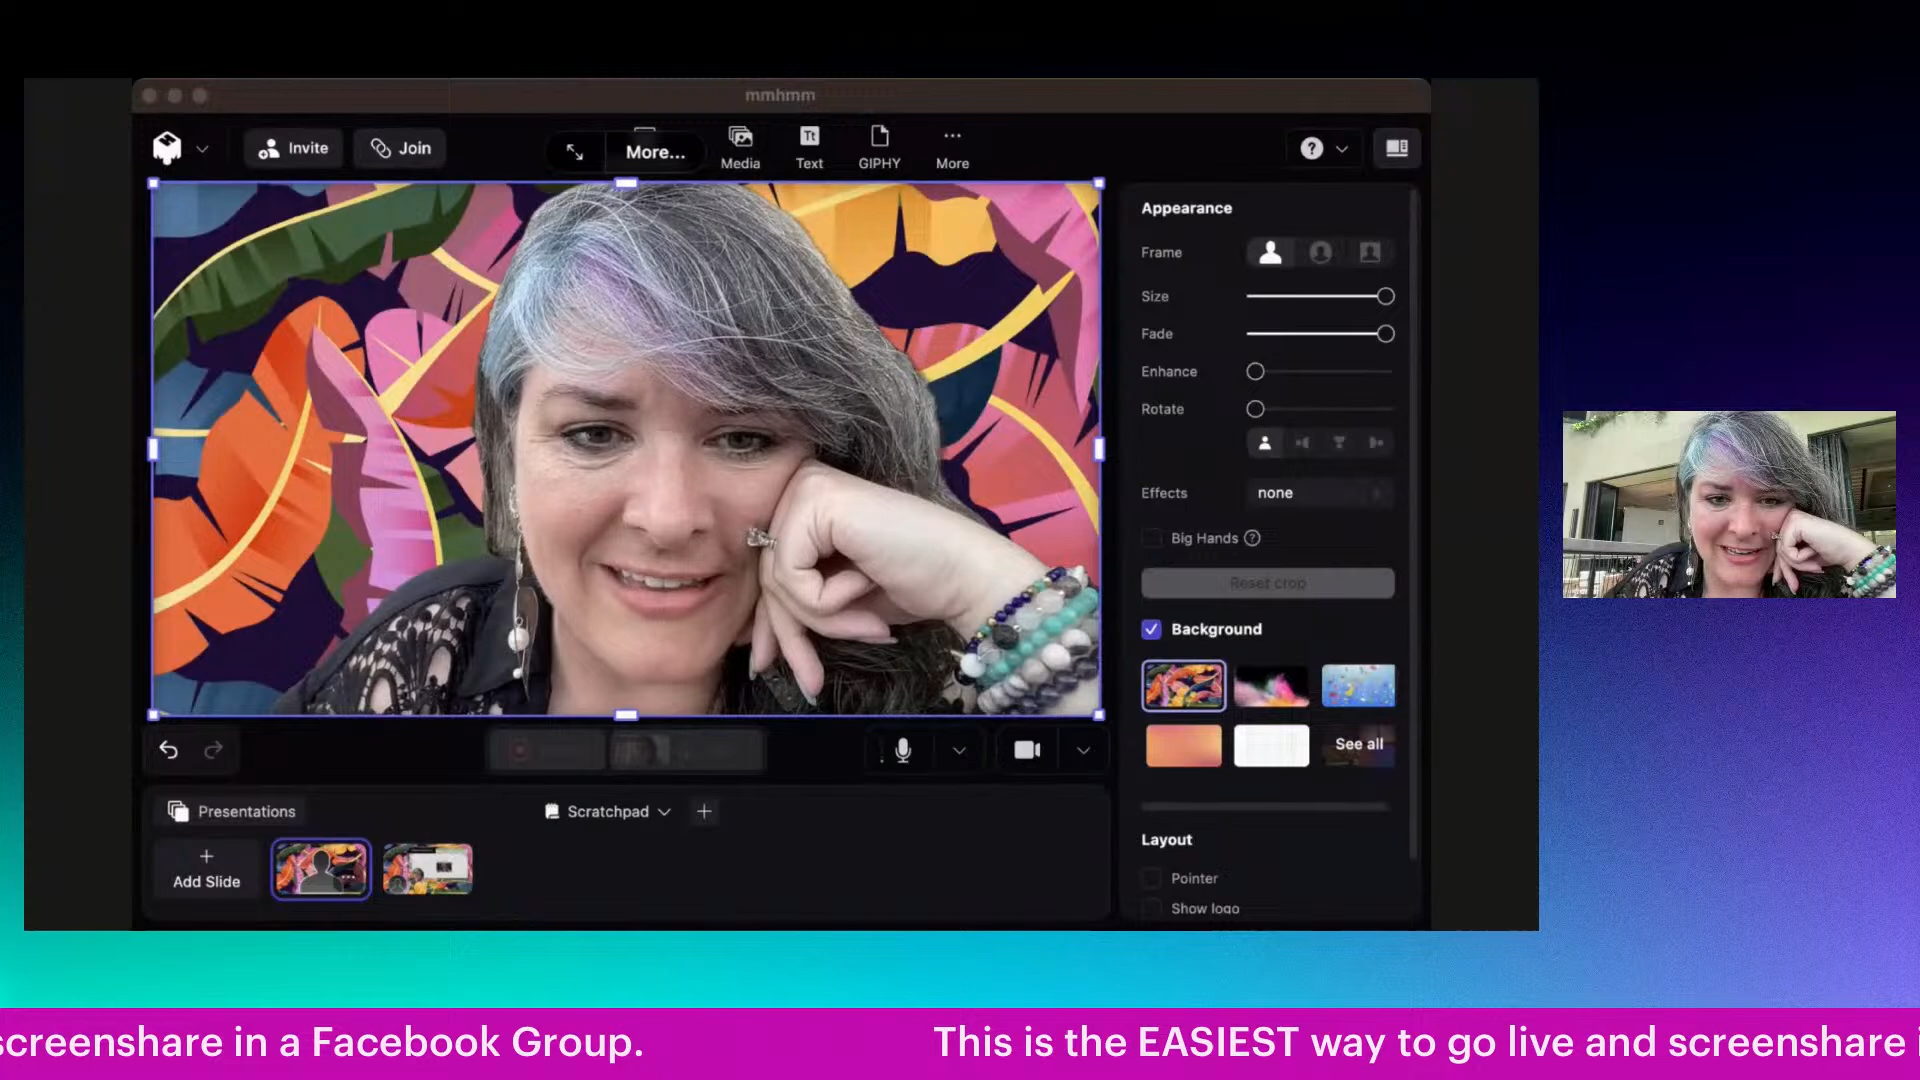 mmhmm
Invite
Join
More...
Media
Tt
Text
GIPHY
More
?
Appearance
Frame
Size
Fade
Enhance
Rotate
Effects
none
Big Hands ?
Reset crop
Background
See all
Presentations
Scratchpad
Add Slide
Layout
Pointer
Show logo
screenshare in a Facebook Group.
This is the EASIEST way to go live and screenshare i